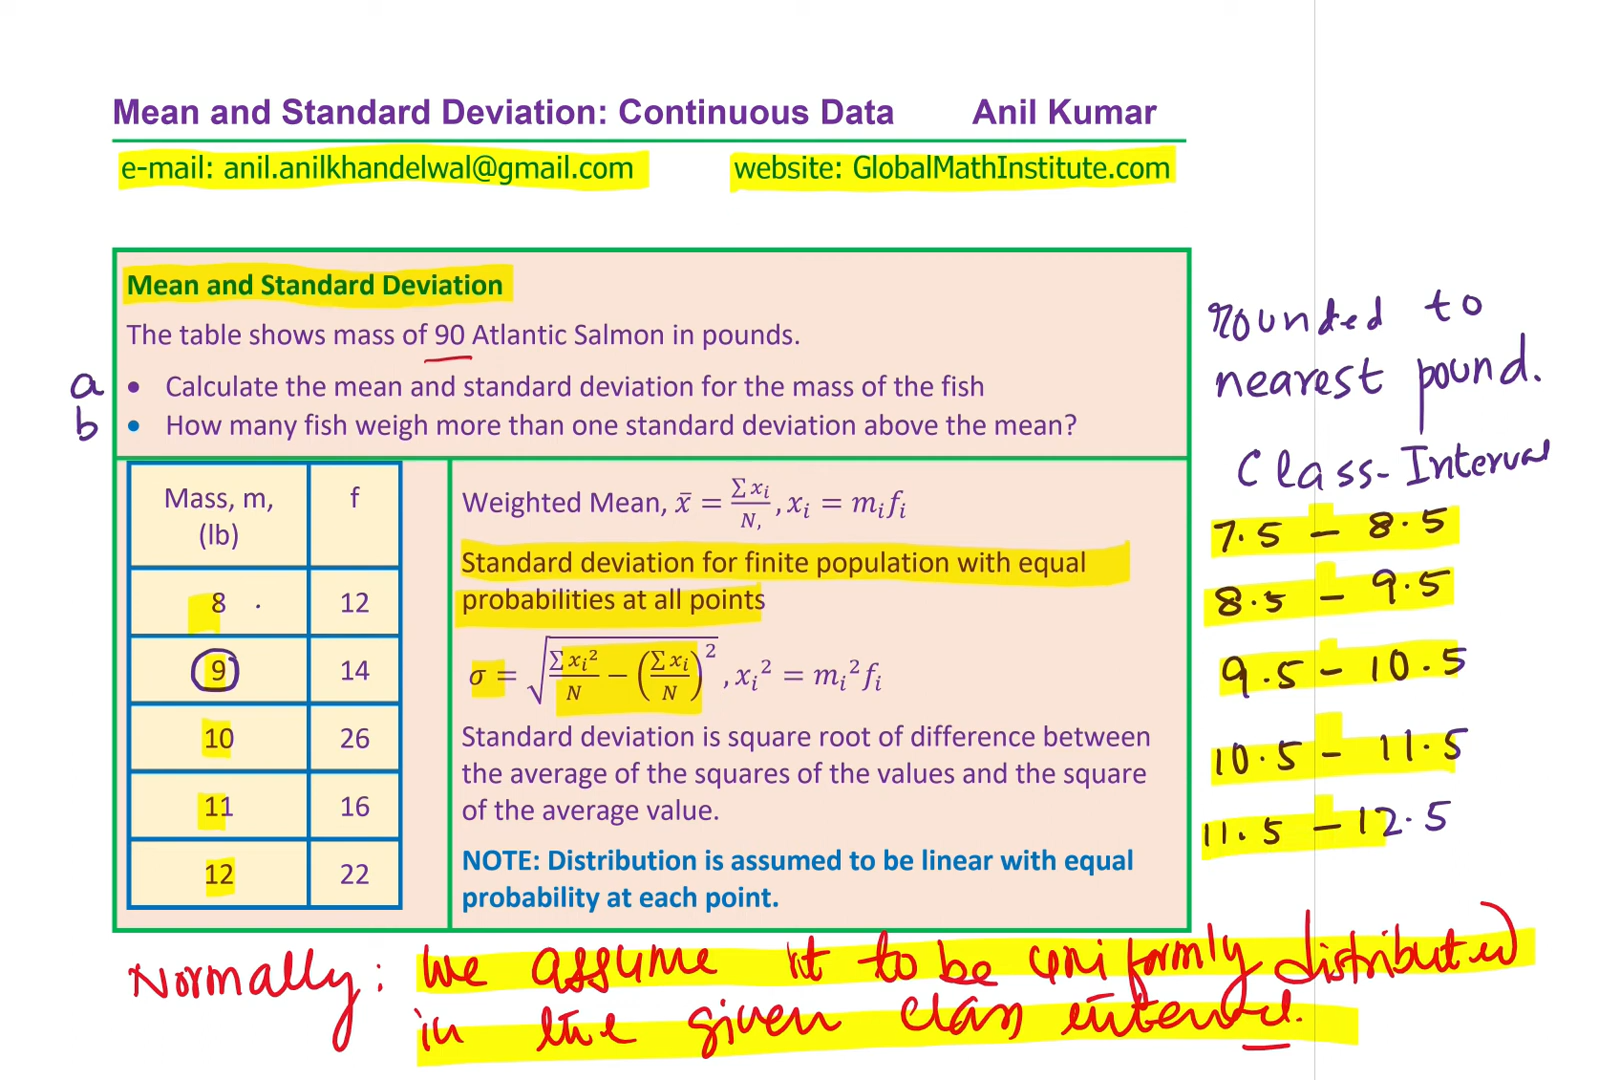 Mean and Standard Deviation: Continuous Data Anil Kumar
e-mail: anil.anilkhandelwal@gmail.com website: GlobalMathInstitute.com
Mean and Standard Deviation
The table shows mass of 90 Atlantic Salmon in pounds.
a • Calculate the mean and standard deviation for the mass of the fish
b • How many fish weigh more than one standard deviation above the mean?
Mass, m, (lb) f
8 12
9 14
10 26
11 16
12 22
Weighted Mean, x̄ = Σxᵢ/N, , xᵢ = mᵢfᵢ
Standard deviation for finite population with equal
probabilities at all points
σ = √(Σxᵢ²/N − (Σxᵢ/N)²) , xᵢ² = mᵢ²fᵢ
Standard deviation is square root of difference between
the average of the squares of the values and the square
of the average value.
NOTE: Distribution is assumed to be linear with equal
probability at each point.
rounded to
nearest pound.
Class-Interval
7.5 – 8.5
8.5 – 9.5
9.5 – 10.5
10.5 – 11.5
11.5 – 12.5
Normally: We assume it to be uniformly distributed
in the given class